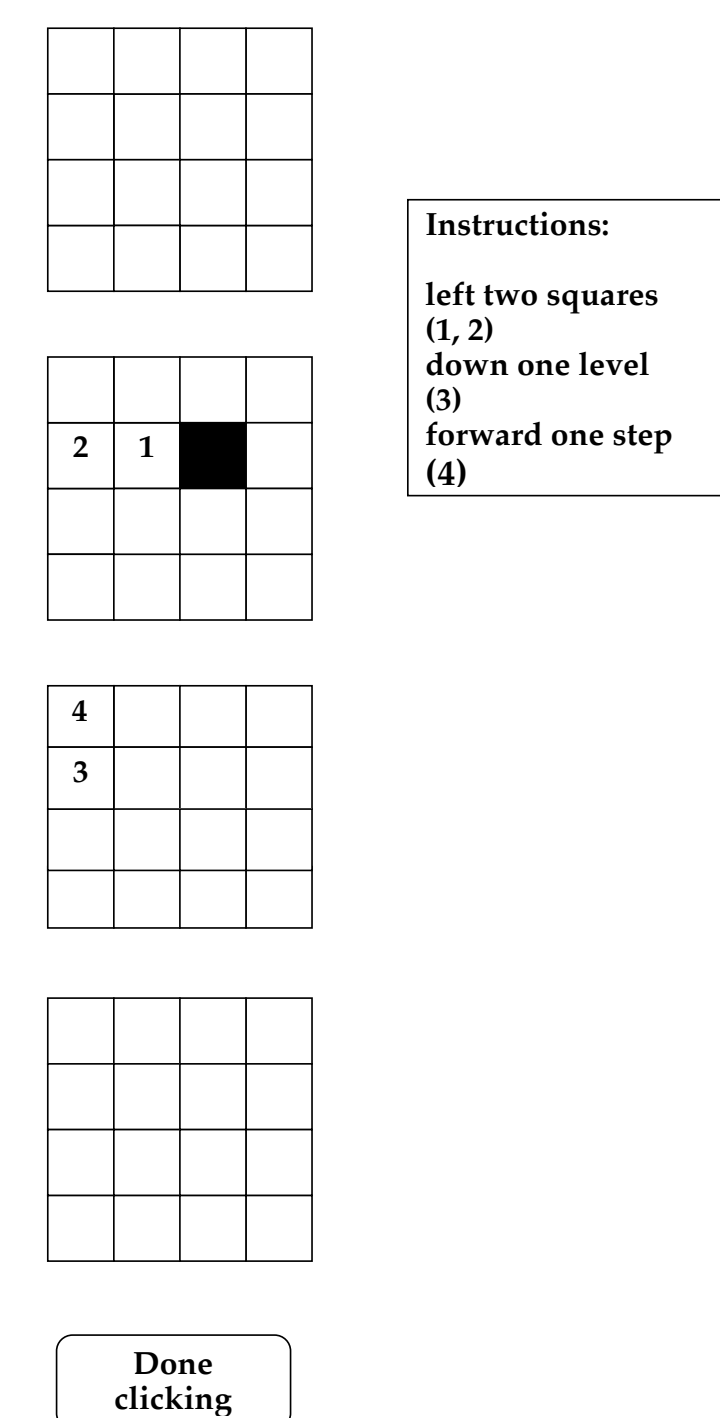 Instructions:
left two squares
(1, 2)
down one level
(3)
forward one step
(4)
2 1
4
3
Done
clicking